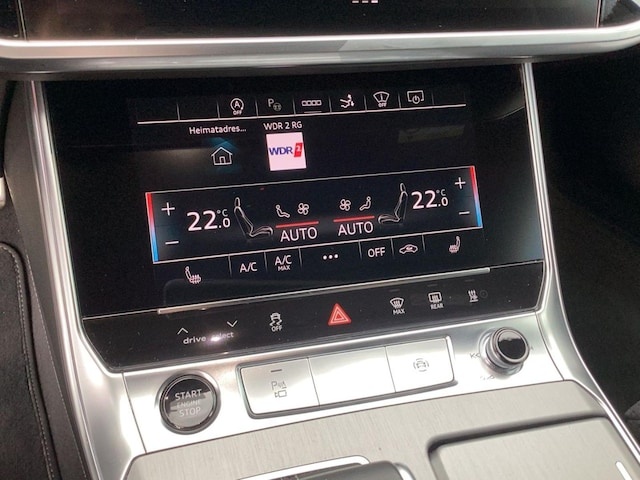 A OFF P OFF
Heimatadres... WDR 2 RG
WDR 2
+ 22.0 °C 22.0 °C +
− AUTO AUTO −
A/C A/C MAX ... OFF
drive select OFF MAX REAR
START ENGINE STOP